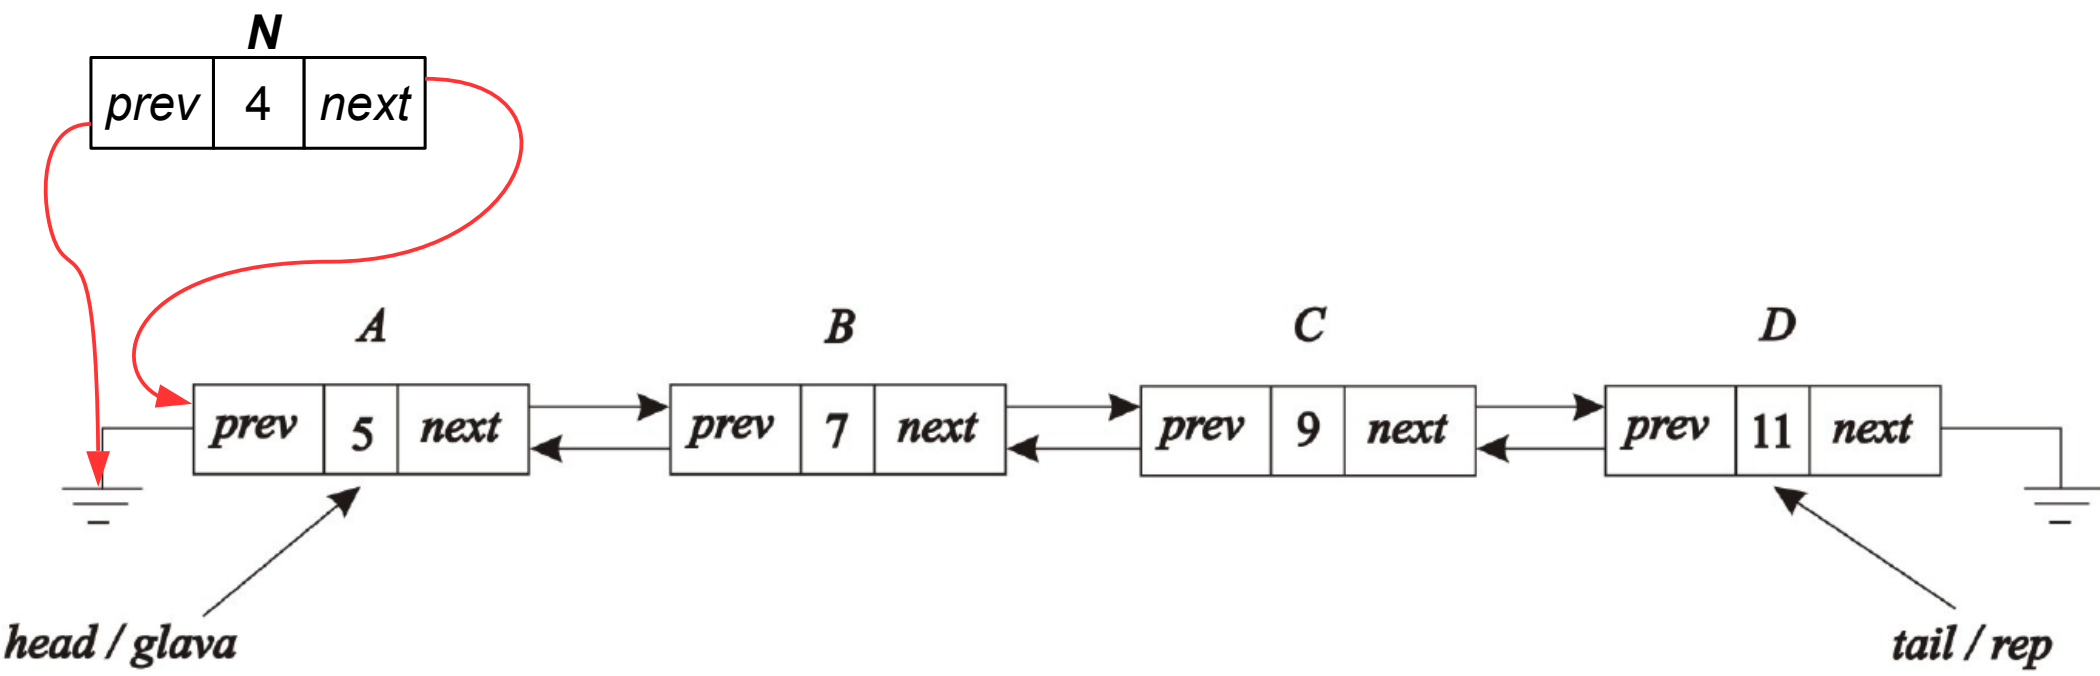 N
prev 4 next
A B C D
prev 5 next prev 7 next prev 9 next prev 11 next
head / glava tail / rep